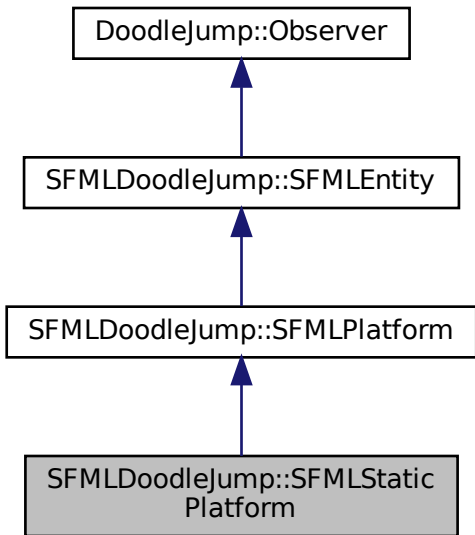 DoodleJump::Observer
SFMLDoodleJump::SFMLEntity
SFMLDoodleJump::SFMLPlatform
SFMLDoodleJump::SFMLStatic
Platform